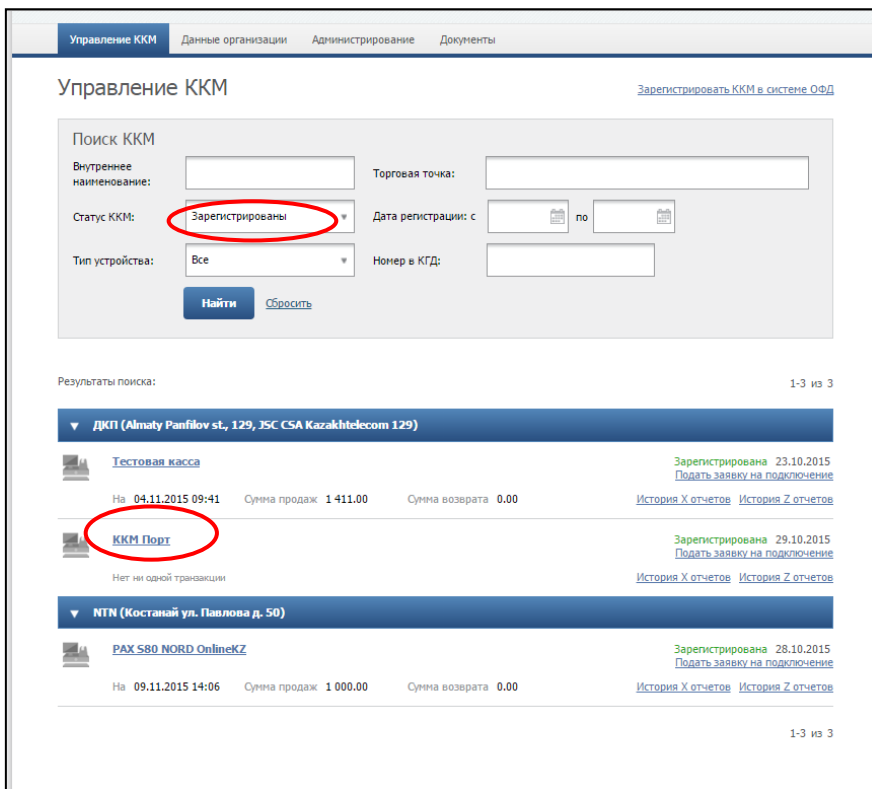 Управление ККМ Данные организации Администрирование Документы
Управление ККМ
Зарегистрировать ККМ в системе ОФД
Поиск ККМ
Внутреннее наименование:
Торговая точка:
Статус ККМ: Зарегистрированы Дата регистрации: с по
Тип устройства: Все Номер в КГД:
Найти Сбросить
Результаты поиска: 1-3 из 3
ДКП (Almaty Panfilov st., 129, JSC CSA Kazakhtelecom 129)
Тестовая касса Зарегистрирована 23.10.2015
Подать заявку на подключение
На 04.11.2015 09:41 Сумма продаж 1 411.00 Сумма возврата 0.00 История X отчетов История Z отчетов
ККМ Порт Зарегистрирована 29.10.2015
Подать заявку на подключение
Нет ни одной транзакции История X отчетов История Z отчетов
NTN (Костанай ул. Павлова д. 50)
PAX S80 NORD OnlineKZ Зарегистрирована 28.10.2015
Подать заявку на подключение
На 09.11.2015 14:06 Сумма продаж 1 000.00 Сумма возврата 0.00 История X отчетов История Z отчетов
1-3 из 3